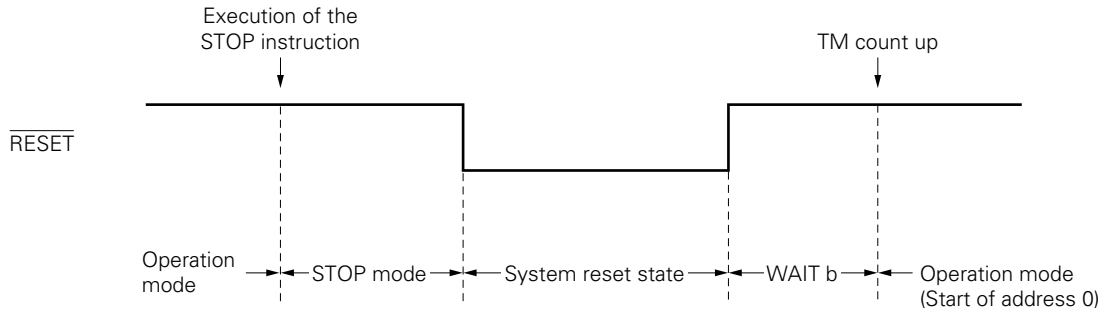 Execution of the
STOP instruction
TM count up
RESET
Operation
mode
STOP mode
System reset state
WAIT b
Operation mode
(Start of address 0)